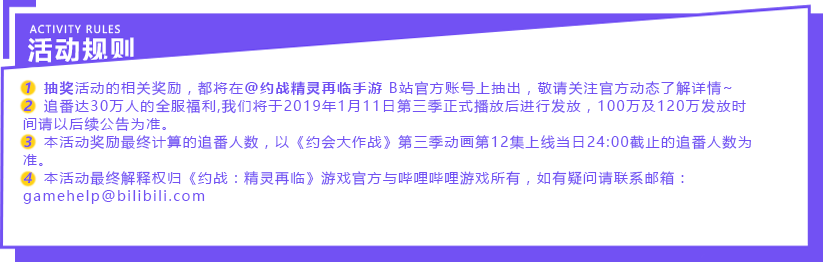 ACTIVITY RULES
活动规则
1 抽奖活动的相关奖励，都将在@约战精灵再临手游 B站官方账号上抽出，敬请关注官方动态了解详情~
2 追番达30万人的全服福利,我们将于2019年1月11日第三季正式播放后进行发放，100万及120万发放时
间请以后续公告为准。
3 本活动奖励最终计算的追番人数，以《约会大作战》第三季动画第12集上线当日24:00截止的追番人数为
准。
4 本活动最终解释权归《约战：精灵再临》游戏官方与哔哩哔哩游戏所有，如有疑问请联系邮箱：
gamehelp@bilibili.com